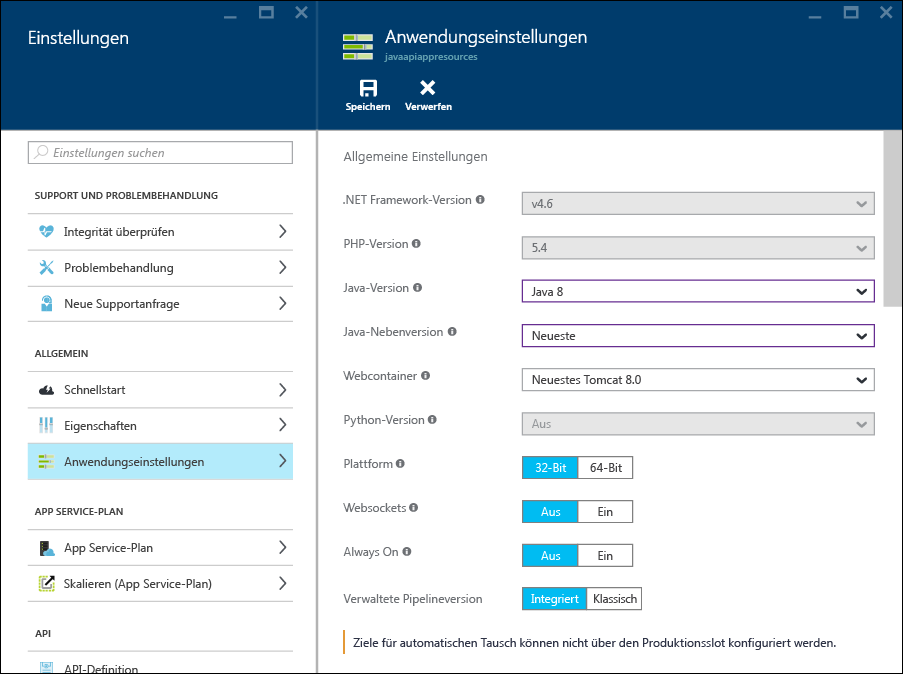 Einstellungen
Einstellungen suchen
SUPPORT UND PROBLEMBEHANDLUNG
Integrität überprüfen
Problembehandlung
Neue Supportanfrage
ALLGEMEIN
Schnellstart
Eigenschaften
Anwendungseinstellungen
APP SERVICE-PLAN
App Service-Plan
Skalieren (App Service-Plan)
API
API-Definition
Anwendungseinstellungen
javaapiappresources
Speichern Verwerfen
Allgemeine Einstellungen
.NET Framework-Version v4.6
PHP-Version 5.4
Java-Version Java 8
Java-Nebenversion Neueste
Webcontainer Neuestes Tomcat 8.0
Python-Version Aus
Plattform 32-Bit 64-Bit
Websockets Aus Ein
Always On Aus Ein
Verwaltete Pipelineversion Integriert Klassisch
Ziele für automatischen Tausch können nicht über den Produktionsslot konfiguriert werden.